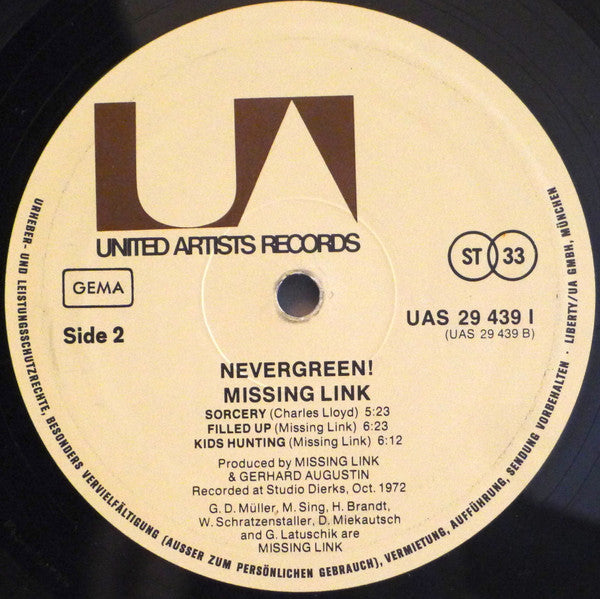 UA
UNITED ARTISTS RECORDS
GEMA
ST 33
Side 2
UAS 29 439 I
(UAS 29 439 B)
NEVERGREEN!
MISSING LINK
SORCERY (Charles Lloyd) 5:23
FILLED UP (Missing Link) 6:23
KIDS HUNTING (Missing Link) 6:12
Produced by MISSING LINK
& GERHARD AUGUSTIN
Recorded at Studio Dierks, Oct. 1972
G. D. Müller, M. Sing, H. Brandt,
W. Schratzenstaller, D. Miekautsch
and G. Latuschik are
MISSING LINK
URHEBER- UND LEISTUNGSSCHUTZRECHTE, BESONDERS VERVIELFÄLTIGUNG (AUSSER ZUM PERSÖNLICHEN GEBRAUCH), VERMIETUNG, AUFFÜHRUNG, SENDUNG VORBEHALTEN · LIBERTY/UA GMBH, MÜNCHEN